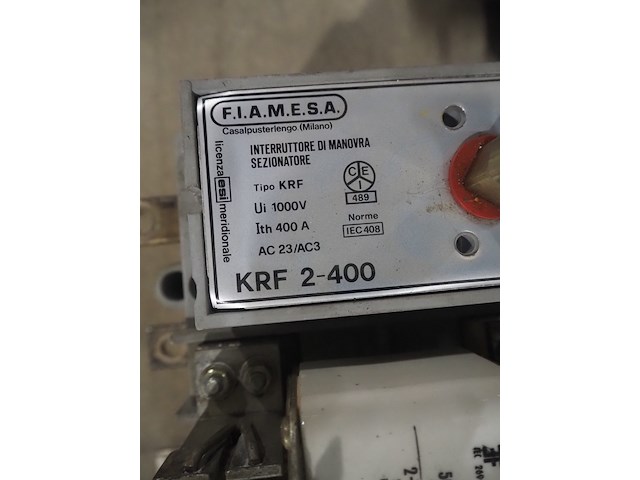 F.I.A.M.E.S.A.
Casalpusterlengo (Milano)
licenza esi meridionale
INTERRUTTORE DI MANOVRA
SEZIONATORE
Tipo KRF
CEI
489
Ui 1000V
Norme
Ith 400 A
IEC 408
AC 23/AC3
KRF 2-400